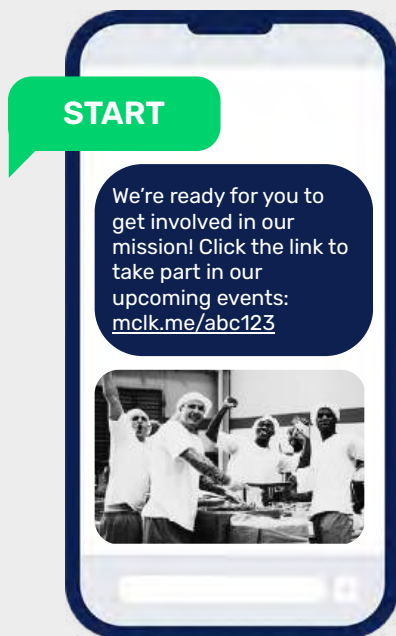 START
We're ready for you to
get involved in our
mission! Click the link to
take part in our
upcoming events:
mclk.me/abc123